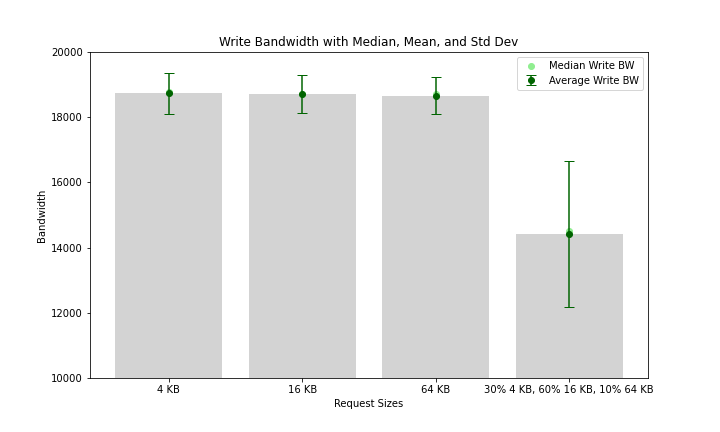 Write Bandwidth with Median, Mean, and Std Dev
Median Write BW
Average Write BW
20000
18000
16000
14000
12000
10000
Bandwidth
4 KB
16 KB
64 KB
30% 4 KB, 60% 16 KB, 10% 64 KB
Request Sizes